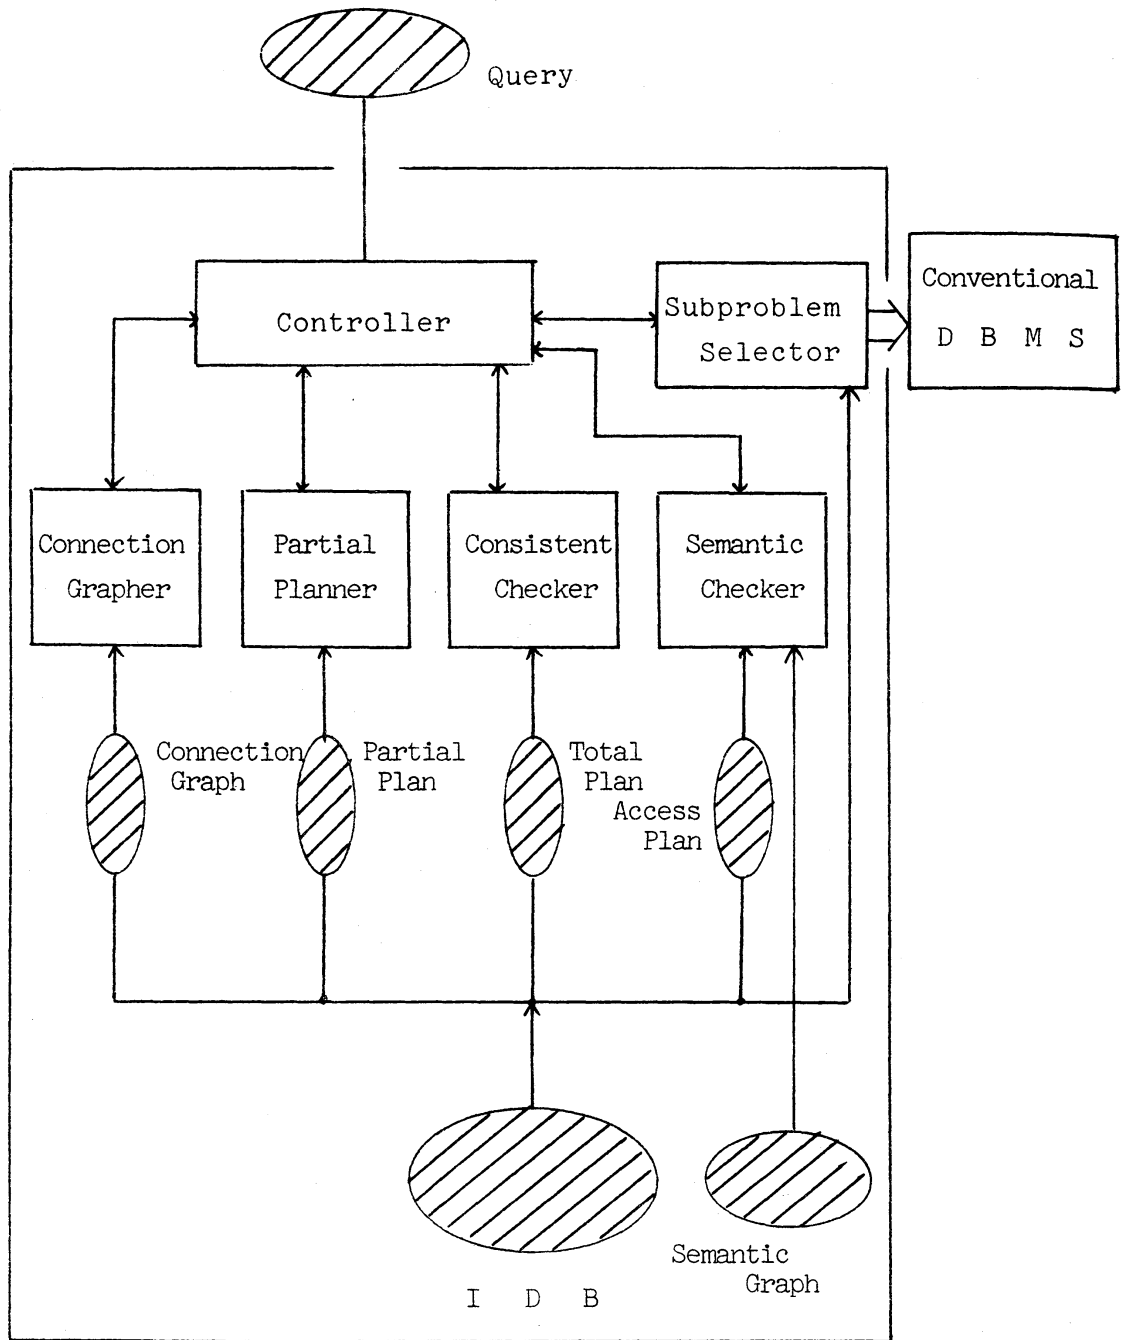 Query
Controller
Subproblem
Selector
Conventional
D B M S
Connection
Grapher
Partial
Planner
Consistent
Checker
Semantic
Checker
Connection
Graph
Partial
Plan
Total
Plan
Access
Plan
Semantic
Graph
I D B